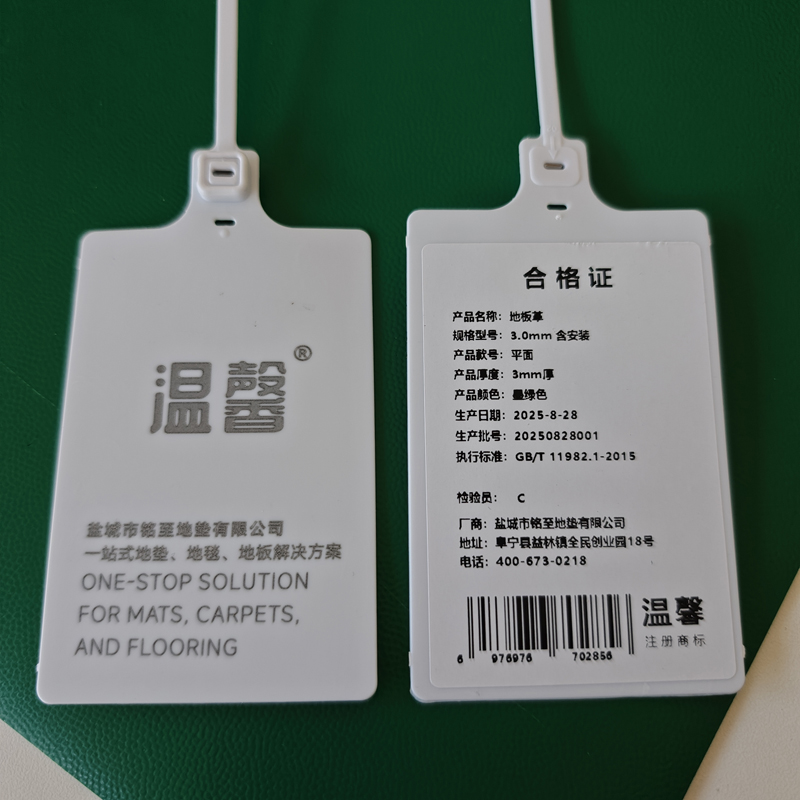 温馨®
盐城市铭至地垫有限公司
一站式地垫、地毯、地板解决方案
ONE-STOP SOLUTION
FOR MATS, CARPETS,
AND FLOORING
合格证
产品名称：地板革
规格型号：3.0mm 含安装
产品款号：平面
产品厚度：3mm厚
产品颜色：墨绿色
生产日期：2025-8-28
生产批号：20250828001
执行标准：GB/T 11982.1-2015
检验员： C
厂商：盐城市铭至地垫有限公司
地址：阜宁县益林镇全民创业园18号
电话：400-673-0218
6 976976 702856
温馨
注册商标